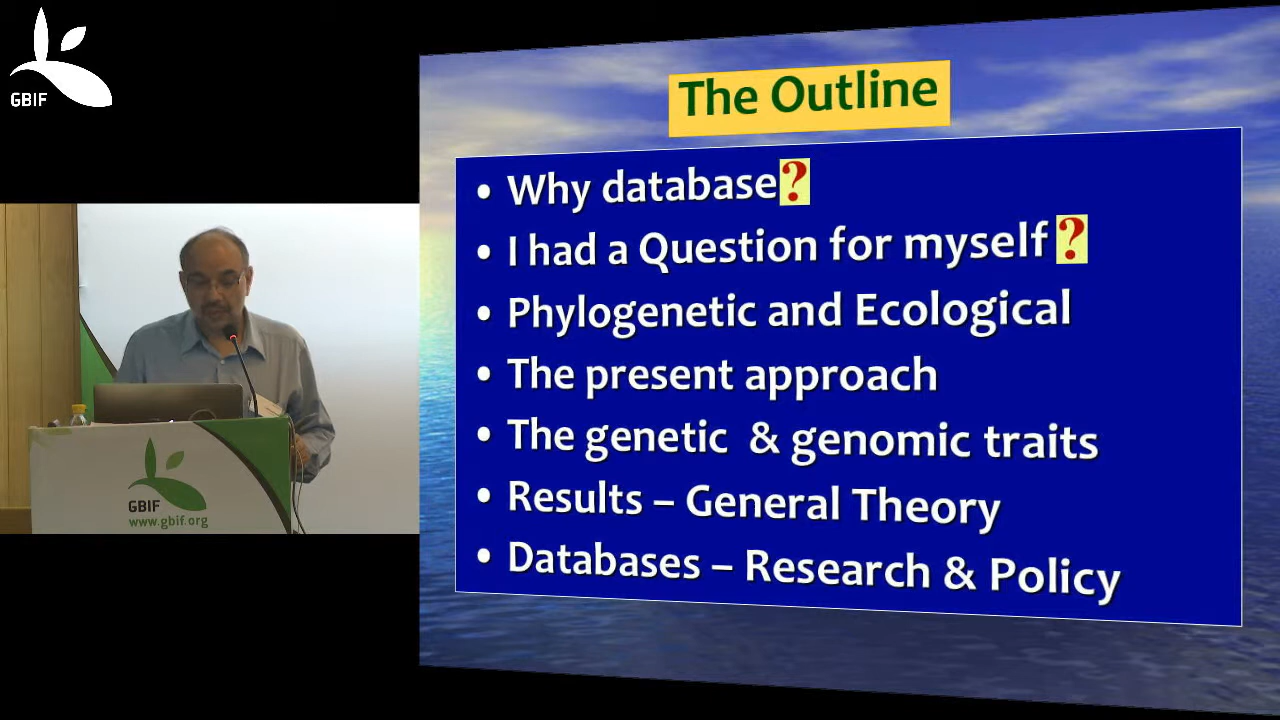 GBIF
The Outline
• Why database?
• I had a Question for myself?
• Phylogenetic and Ecological
• The present approach
• The genetic & genomic traits
• Results – General Theory
• Databases – Research & Policy
GBIF
www.gbif.org